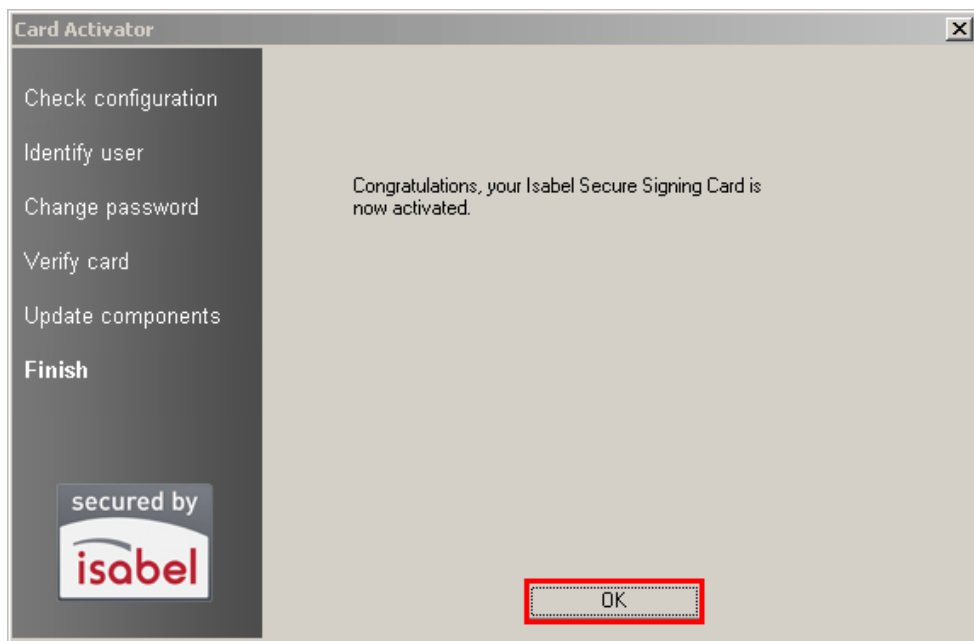 Card Activator
Check configuration
Identify user
Change password
Verify card
Update components
Finish
Congratulations, your Isabel Secure Signing Card is
now activated.
secured by
isabel
OK